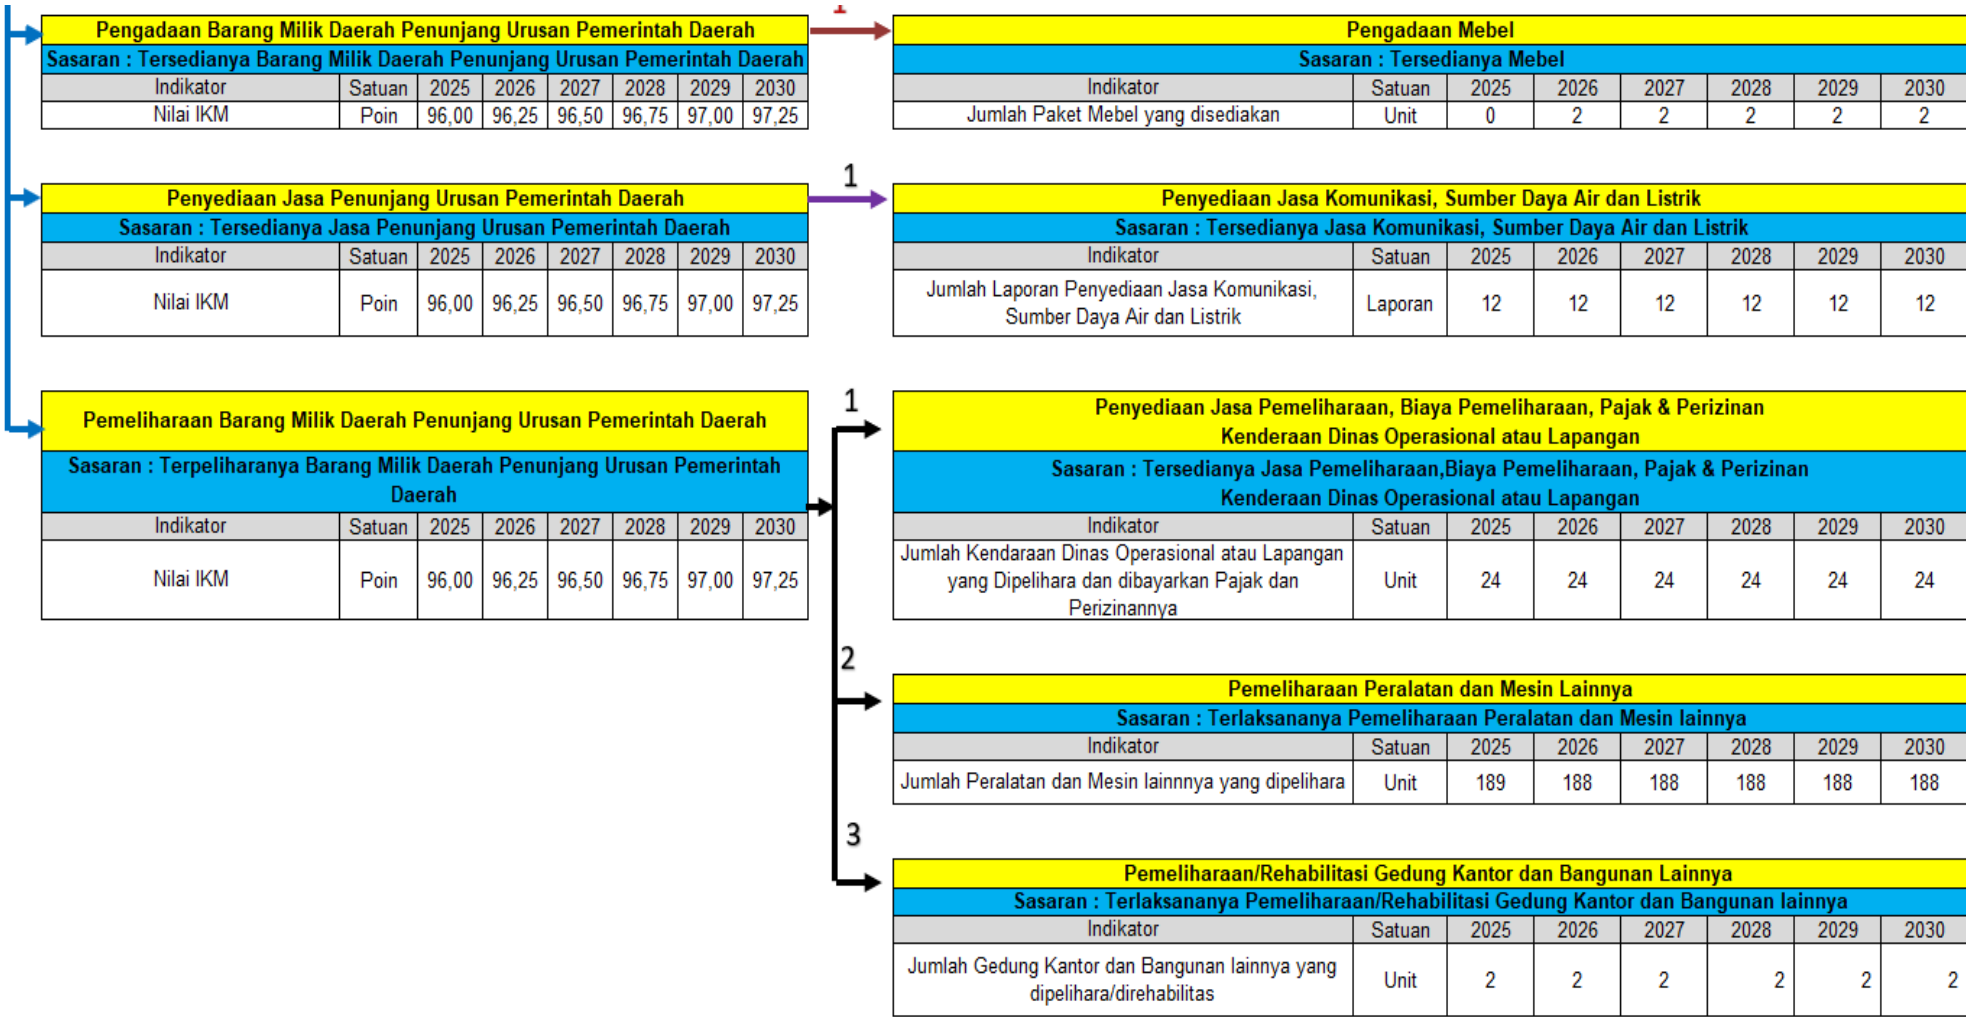 1
Pengadaan Barang Milik Daerah Penunjang Urusan Pemerintah Daerah
Sasaran : Tersedianya Barang Milik Daerah Penunjang Urusan Pemerintah Daerah
Indikator Satuan 2025 2026 2027 2028 2029 2030
Nilai IKM Poin 96,00 96,25 96,50 96,75 97,00 97,25
Pengadaan Mebel
Sasaran : Tersedianya Mebel
Indikator Satuan 2025 2026 2027 2028 2029 2030
Jumlah Paket Mebel yang disediakan Unit 0 2 2 2 2 2
Penyediaan Jasa Penunjang Urusan Pemerintah Daerah
Sasaran : Tersedianya Jasa Penunjang Urusan Pemerintah Daerah
Indikator Satuan 2025 2026 2027 2028 2029 2030
Nilai IKM Poin 96,00 96,25 96,50 96,75 97,00 97,25
1
Penyediaan Jasa Komunikasi, Sumber Daya Air dan Listrik
Sasaran : Tersedianya Jasa Komunikasi, Sumber Daya Air dan Listrik
Indikator Satuan 2025 2026 2027 2028 2029 2030
Jumlah Laporan Penyediaan Jasa Komunikasi,
Sumber Daya Air dan Listrik Laporan 12 12 12 12 12 12
Pemeliharaan Barang Milik Daerah Penunjang Urusan Pemerintah Daerah
Sasaran : Terpeliharanya Barang Milik Daerah Penunjang Urusan Pemerintah
Daerah
Indikator Satuan 2025 2026 2027 2028 2029 2030
Nilai IKM Poin 96,00 96,25 96,50 96,75 97,00 97,25
1
Penyediaan Jasa Pemeliharaan, Biaya Pemeliharaan, Pajak & Perizinan
Kenderaan Dinas Operasional atau Lapangan
Sasaran : Tersedianya Jasa Pemeliharaan,Biaya Pemeliharaan, Pajak & Perizinan
Kenderaan Dinas Operasional atau Lapangan
Indikator Satuan 2025 2026 2027 2028 2029 2030
Jumlah Kendaraan Dinas Operasional atau Lapangan
yang Dipelihara dan dibayarkan Pajak dan Unit 24 24 24 24 24 24
Perizinannya
2
Pemeliharaan Peralatan dan Mesin Lainnya
Sasaran : Terlaksananya Pemeliharaan Peralatan dan Mesin lainnya
Indikator Satuan 2025 2026 2027 2028 2029 2030
Jumlah Peralatan dan Mesin lainnnya yang dipelihara Unit 189 188 188 188 188 188
3
Pemeliharaan/Rehabilitasi Gedung Kantor dan Bangunan Lainnya
Sasaran : Terlaksananya Pemeliharaan/Rehabilitasi Gedung Kantor dan Bangunan lainnya
Indikator Satuan 2025 2026 2027 2028 2029 2030
Jumlah Gedung Kantor dan Bangunan lainnya yang
dipelihara/direhabilitas Unit 2 2 2 2 2 2